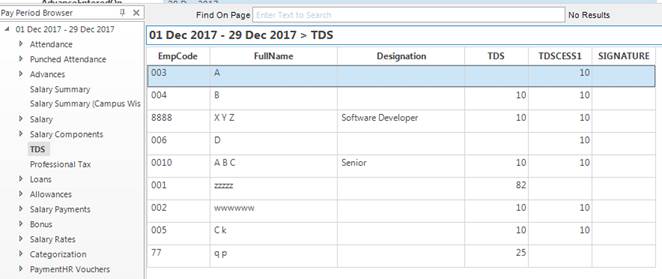 Pay Period Browser
Find On Page Enter Text to Search No Results
01 Dec 2017 - 29 Dec 2017
Attendance
Punched Attendance
Advances
Salary Summary
Salary Summary (Campus Wis
Salary
Salary Components
TDS
Professional Tax
Loans
Allowances
Salary Payments
Bonus
Salary Rates
Categorization
PaymentHR Vouchers
01 Dec 2017 - 29 Dec 2017 > TDS
EmpCode FullName Designation TDS TDSCESS1 SIGNATURE
003 A 10
004 B 10 10
8888 X Y Z Software Developer 10 10
006 D 10
0010 A B C Senior 10 10
001 zzzzz 82
002 wwwwww 10 10
005 C k 10 10
77 q p 25